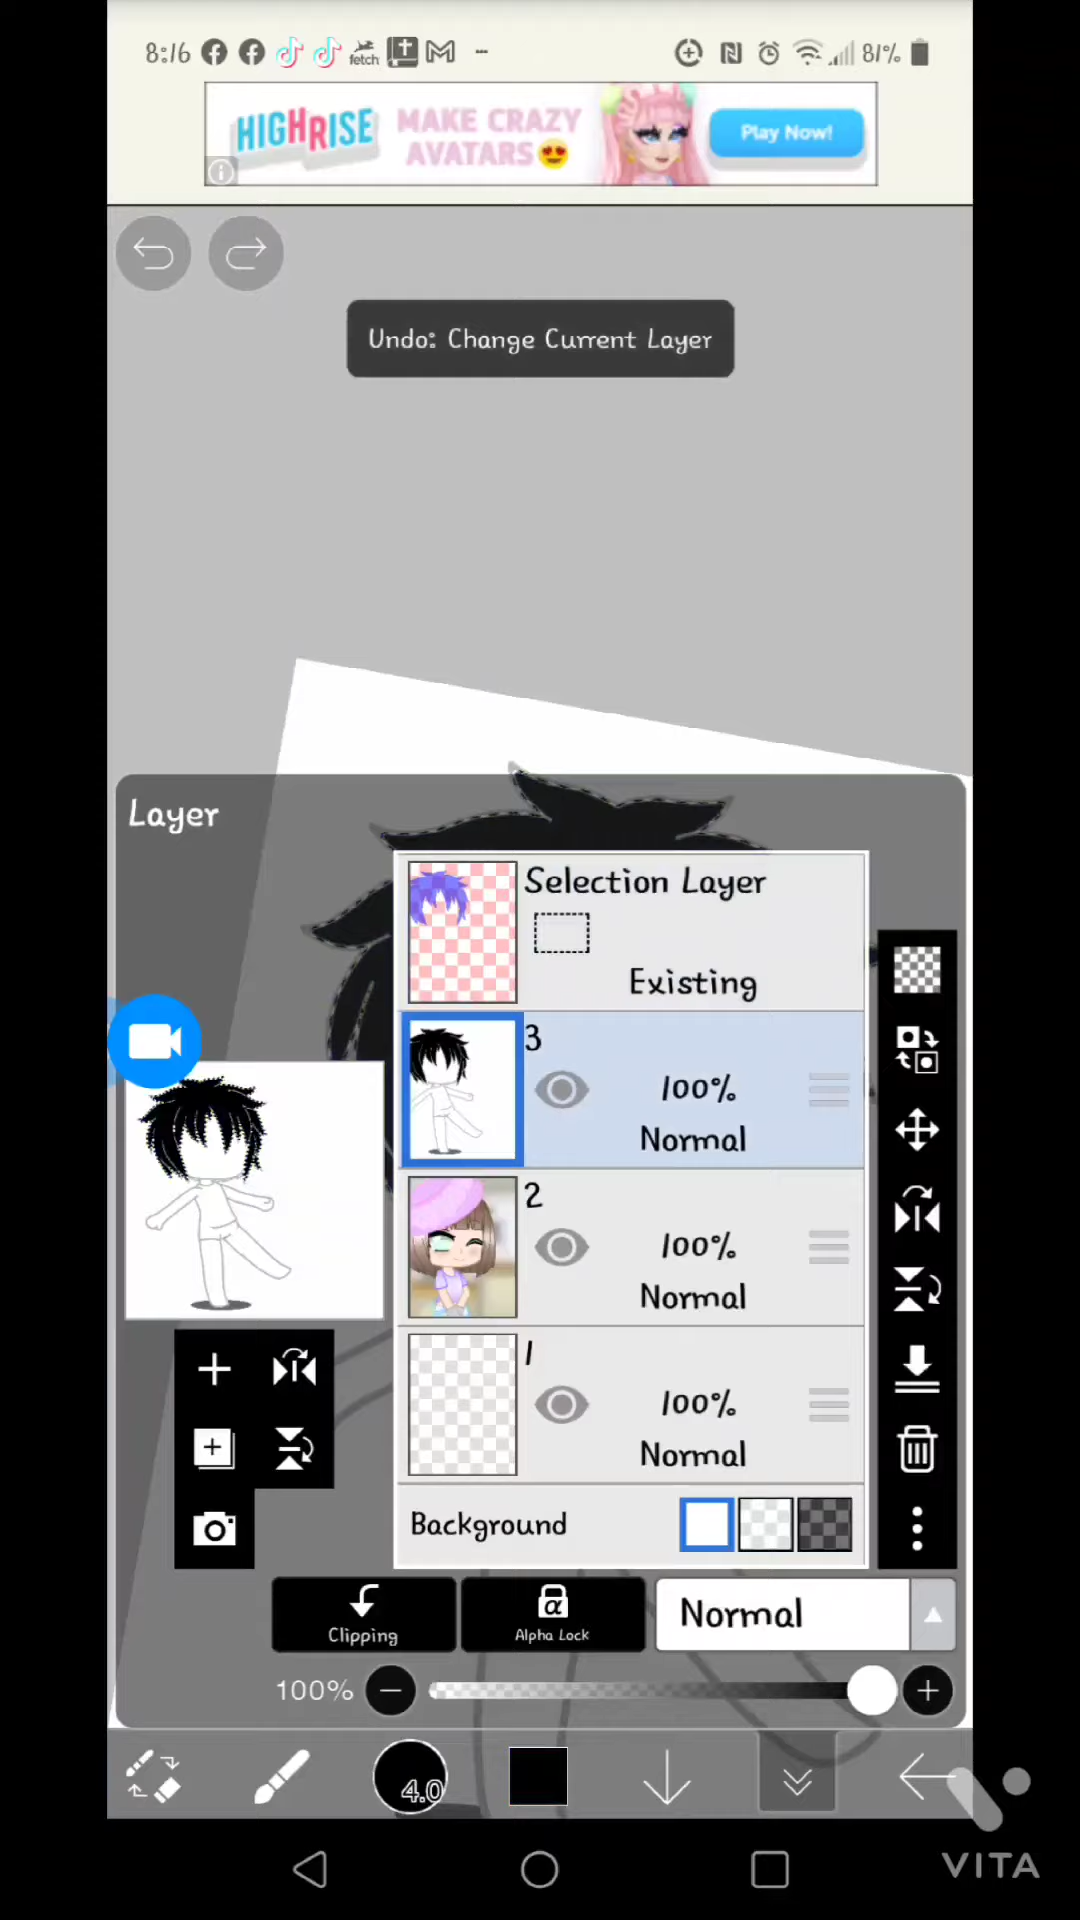 8:16
fetch
81%
HIGHRISE
MAKE CRAZY
AVATARS
Play Now!
Undo: Change Current Layer
Layer
Selection Layer
Existing
3
100%
Normal
2
100%
Normal
1
100%
Normal
Background
Clipping
α
Alpha Lock
Normal
100%
4.0
VITA